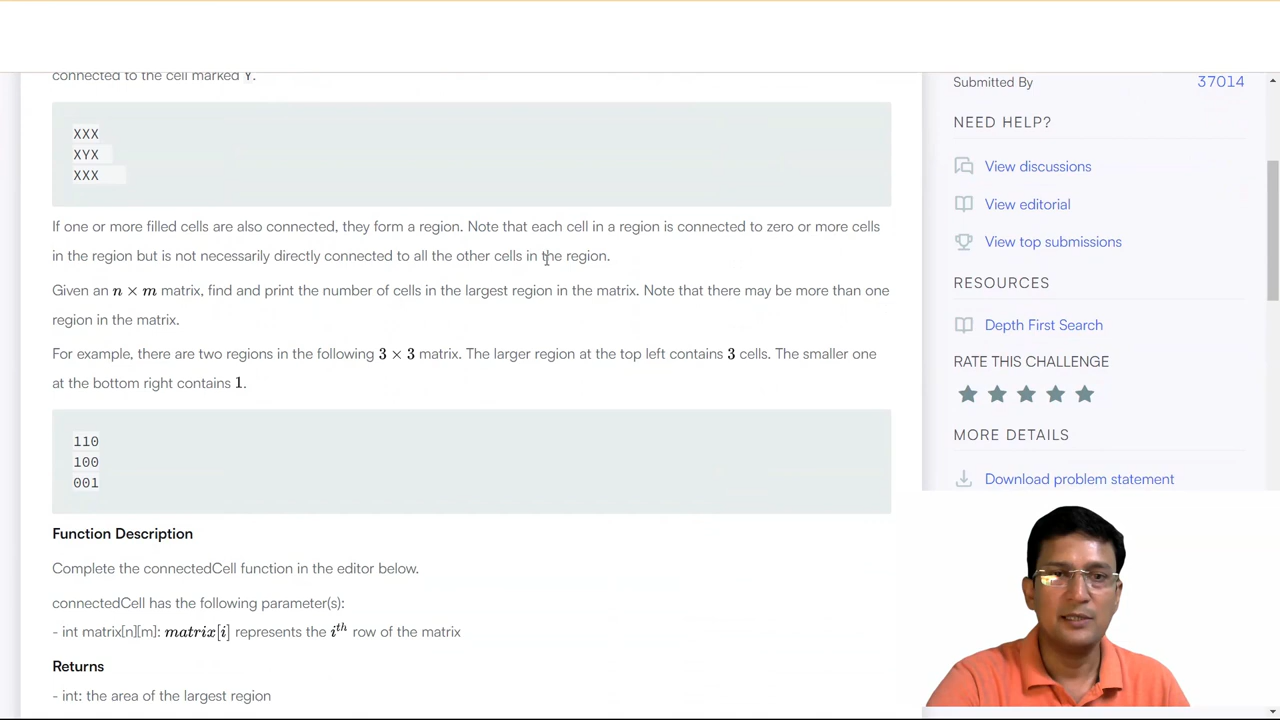 connected to the cell marked Y.
XXX
XYX
XXX
If one or more filled cells are also connected, they form a region. Note that each cell in a region is connected to zero or more cells
in the region but is not necessarily directly connected to all the other cells in the region.
Given an n × m matrix, find and print the number of cells in the largest region in the matrix. Note that there may be more than one
region in the matrix.
For example, there are two regions in the following 3 × 3 matrix. The larger region at the top left contains 3 cells. The smaller one
at the bottom right contains 1.
110
100
001
Function Description
Complete the connectedCell function in the editor below.
connectedCell has the following parameter(s):
- int matrix[n][m]: matrix[i] represents the i^th row of the matrix
Returns
- int: the area of the largest region
Submitted By 37014
NEED HELP?
View discussions
View editorial
View top submissions
RESOURCES
Depth First Search
RATE THIS CHALLENGE
MORE DETAILS
Download problem statement